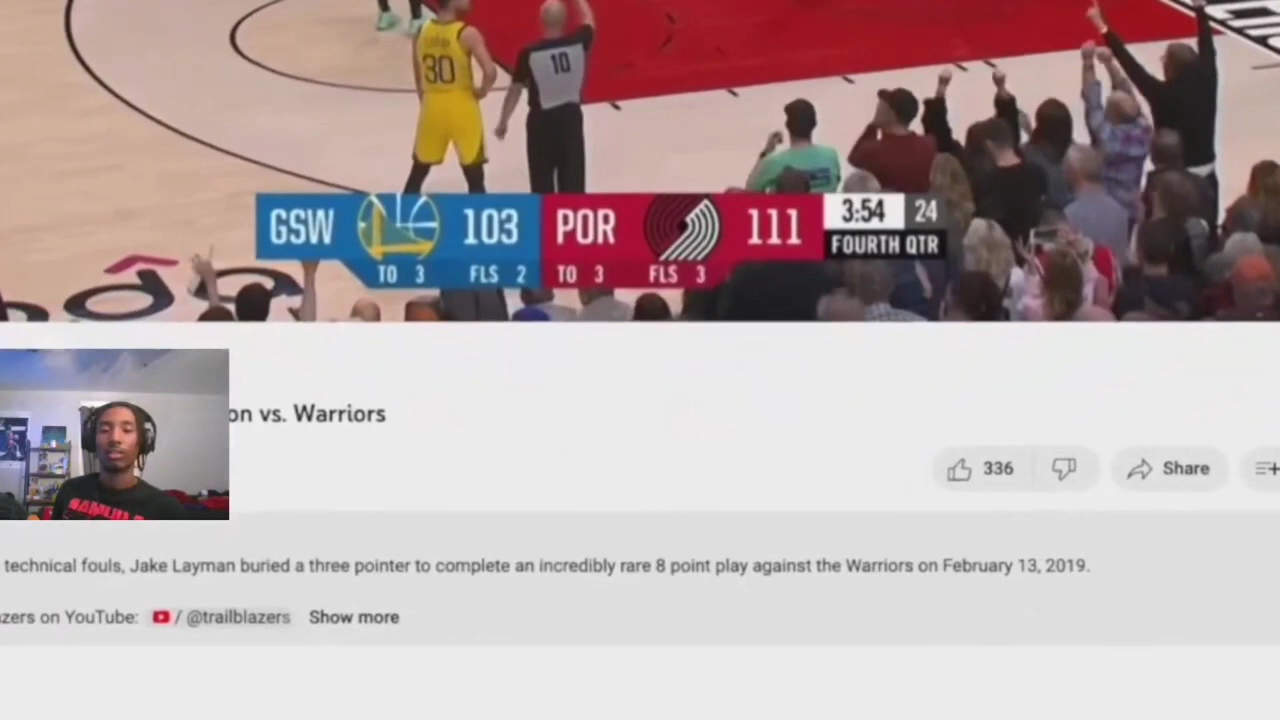 30
10
GSW 103 POR 111 3:54 24
FOURTH QTR
TO 3 FLS 2 TO 3 FLS 3
on vs. Warriors
336 Share
technical fouls, Jake Layman buried a three pointer to complete an incredibly rare 8 point play against the Warriors on February 13, 2019.
zers on YouTube: / @trailblazers Show more